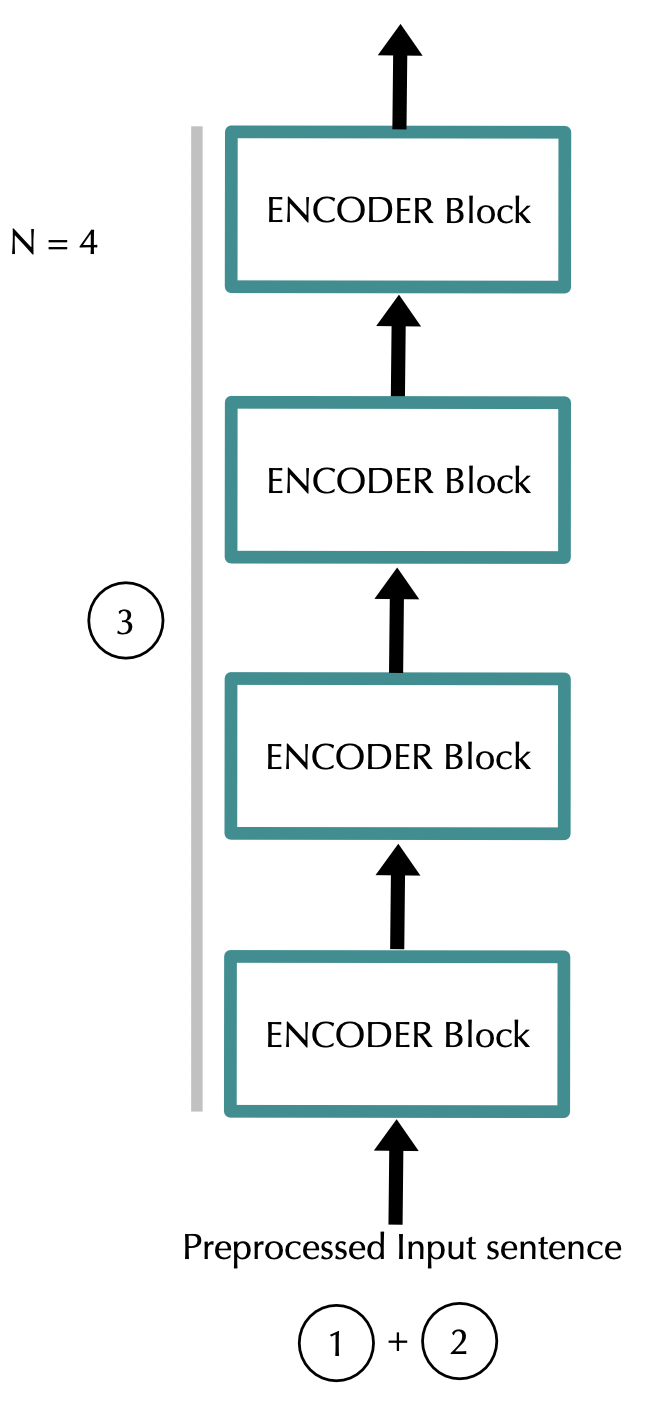 ENCODER Block
N = 4
ENCODER Block
3
ENCODER Block
ENCODER Block
Preprocessed Input sentence
1 + 2